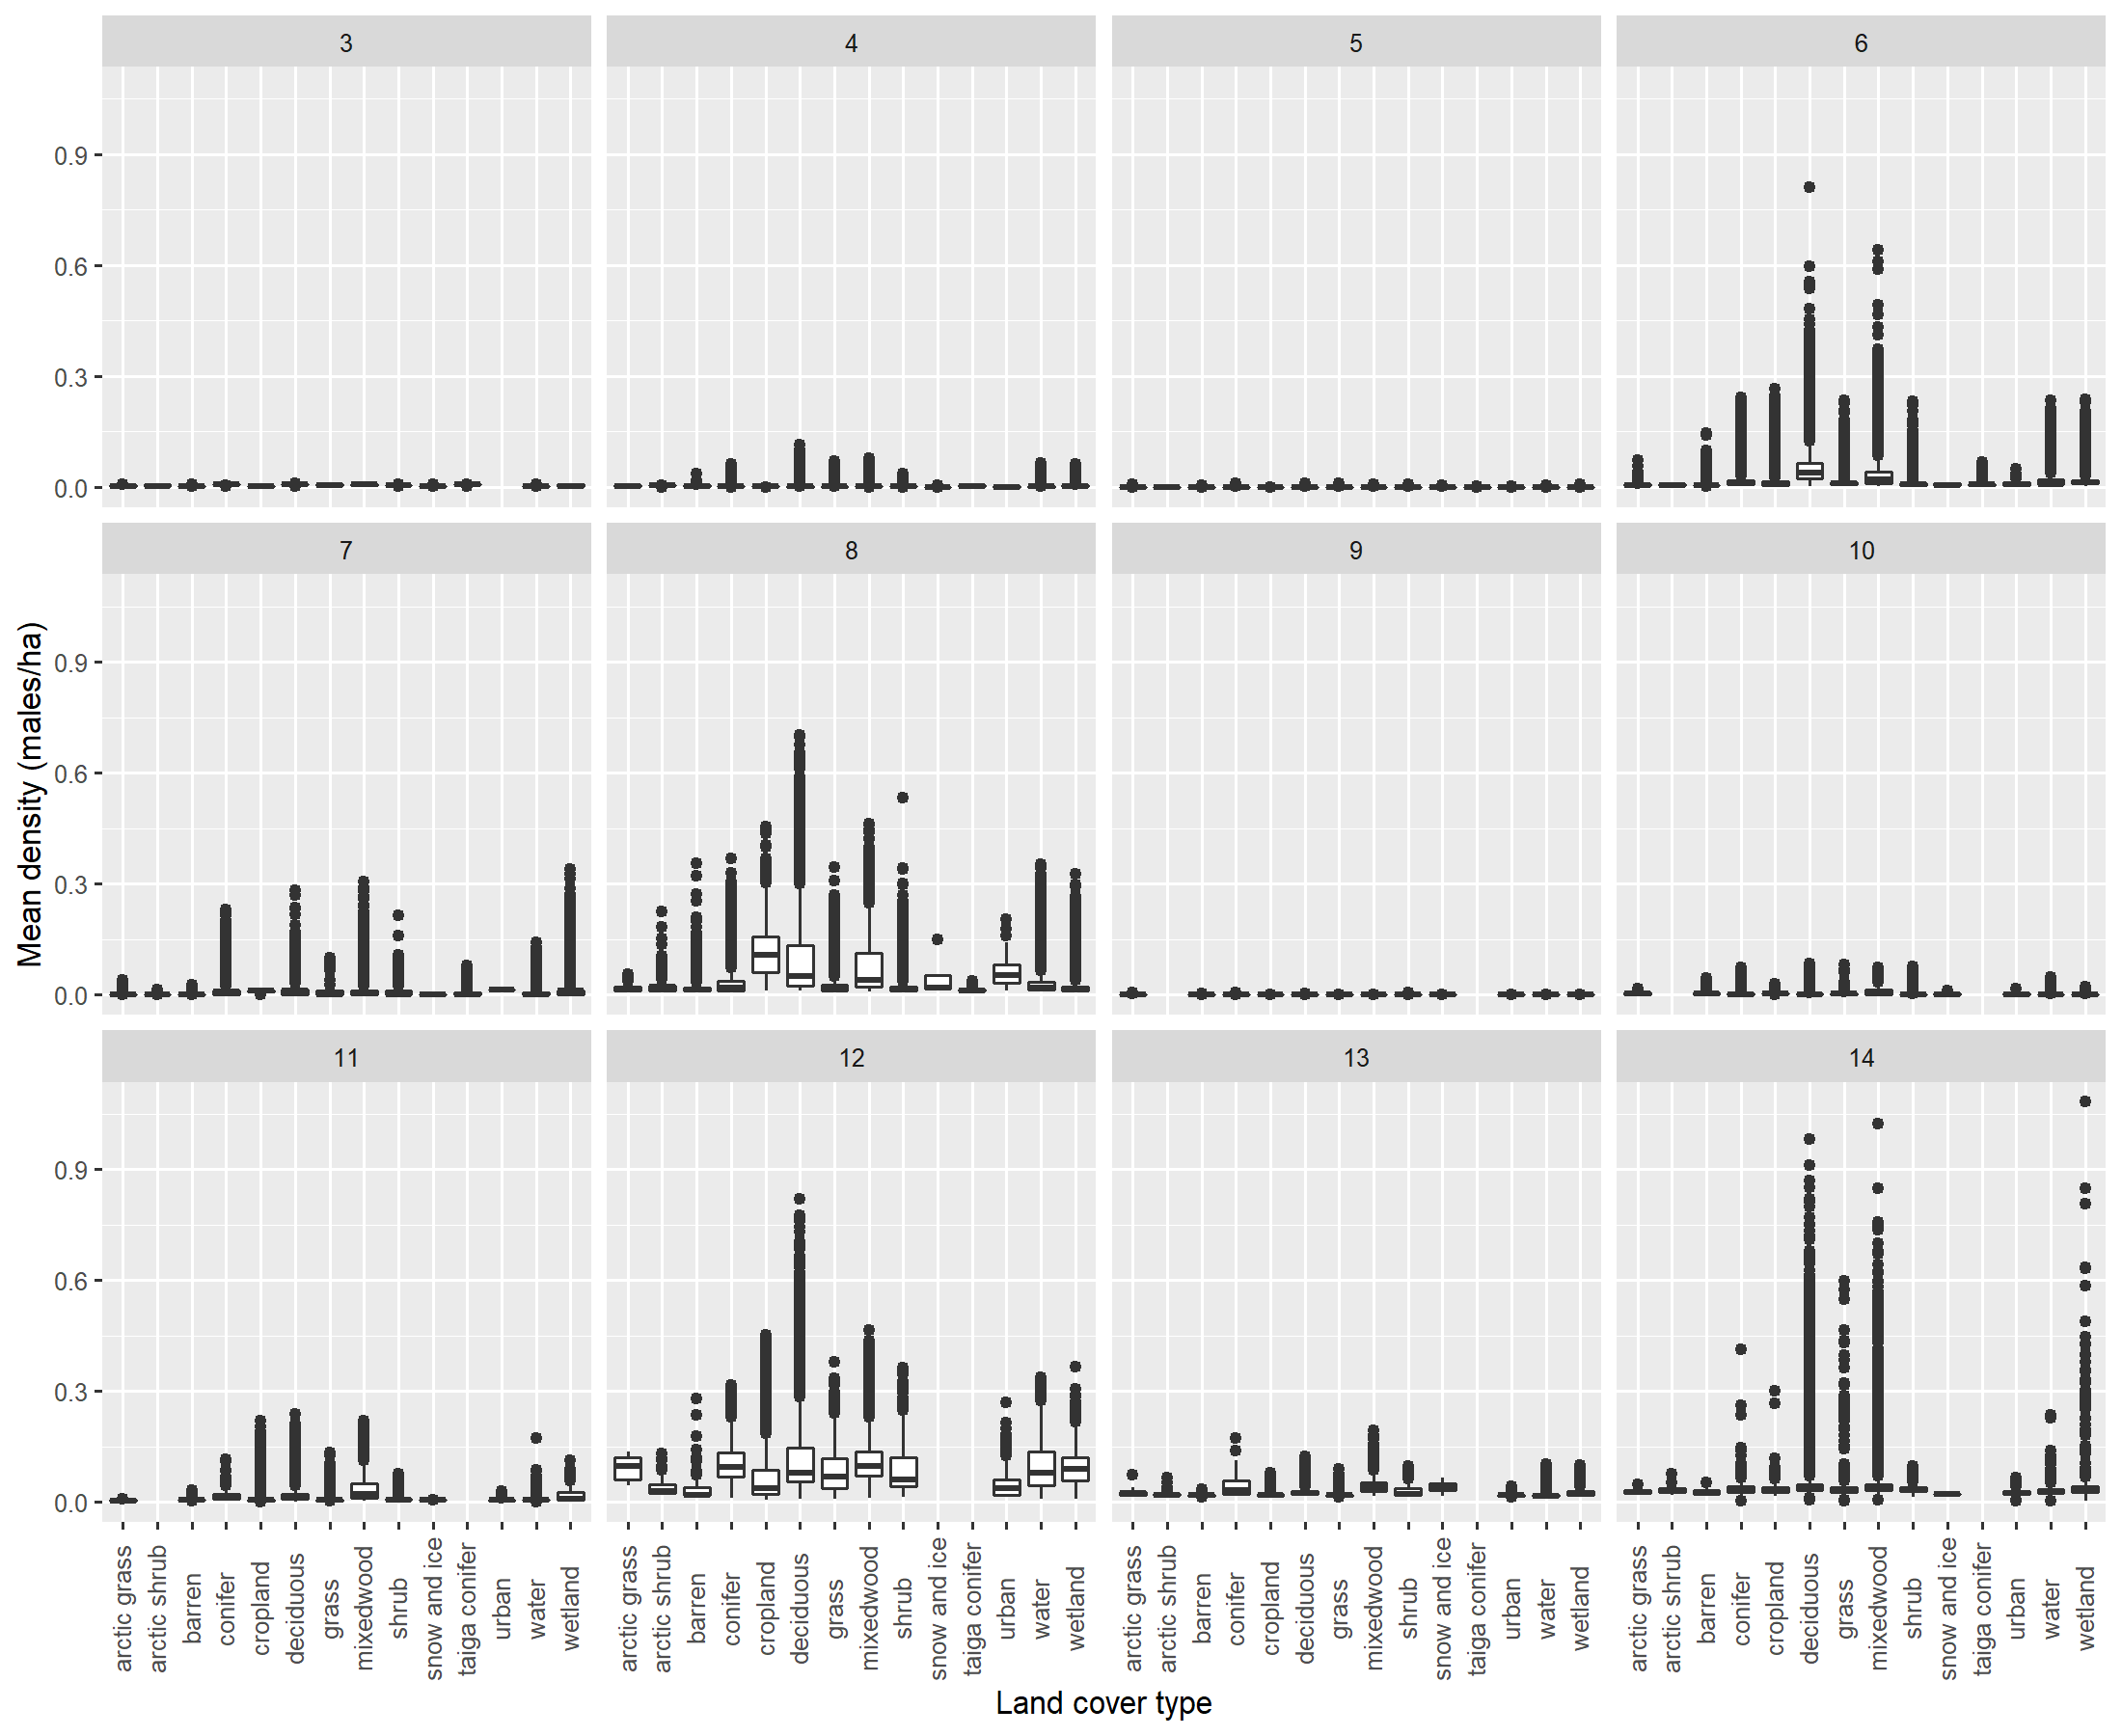 3 4 5 6
0.9
0.6
0.3
0.0
7 8 9 10
0.9
0.6
0.3
0.0
11 12 13 14
0.9
0.6
0.3
0.0
Mean density (males/ha)
arctic grass arctic shrub barren conifer cropland deciduous grass mixedwood shrub snow and ice taiga conifer urban water wetland
arctic grass arctic shrub barren conifer cropland deciduous grass mixedwood shrub snow and ice taiga conifer urban water wetland
arctic grass arctic shrub barren conifer cropland deciduous grass mixedwood shrub snow and ice taiga conifer urban water wetland
arctic grass arctic shrub barren conifer cropland deciduous grass mixedwood shrub snow and ice taiga conifer urban water wetland
Land cover type